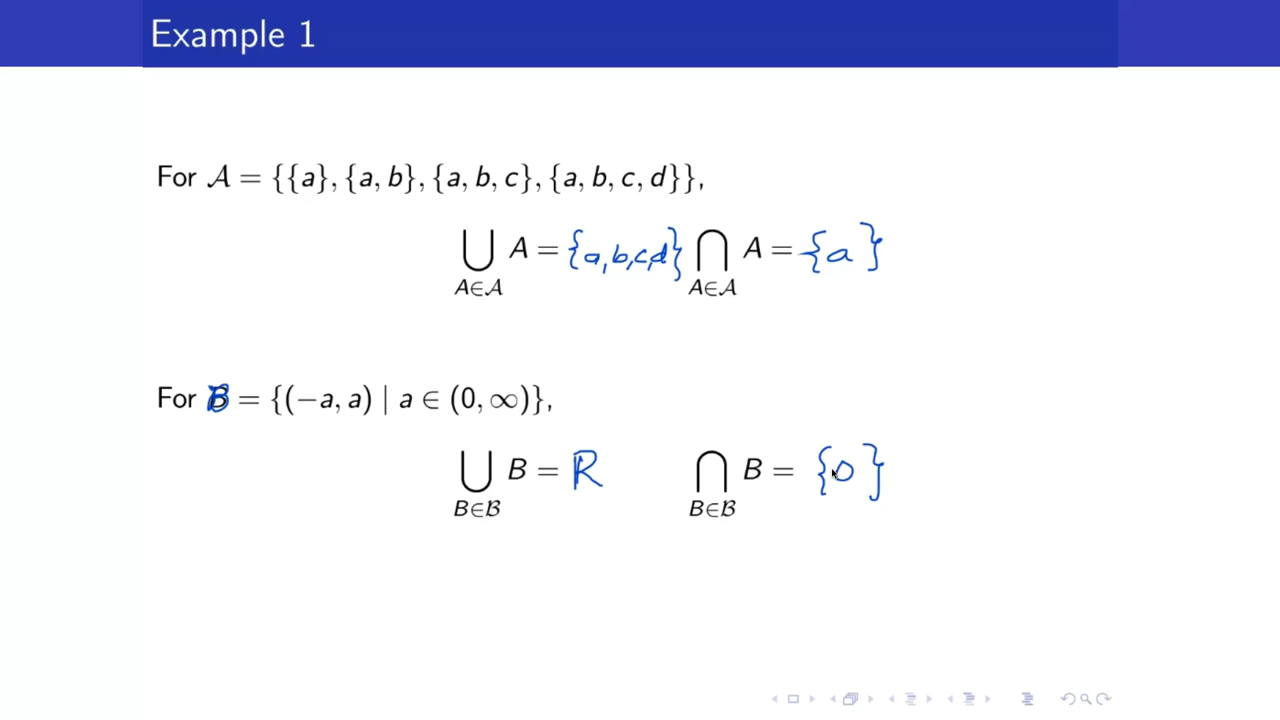 Example 1
For 𝒜 = {{a}, {a, b}, {a, b, c}, {a, b, c, d}},
⋃ A = {a,b,c,d} ⋂ A = {a}
A∈𝒜 A∈𝒜
For ℬ = {(−a, a) | a ∈ (0, ∞)},
⋃ B = ℝ ⋂ B = {0}
B∈ℬ B∈ℬ